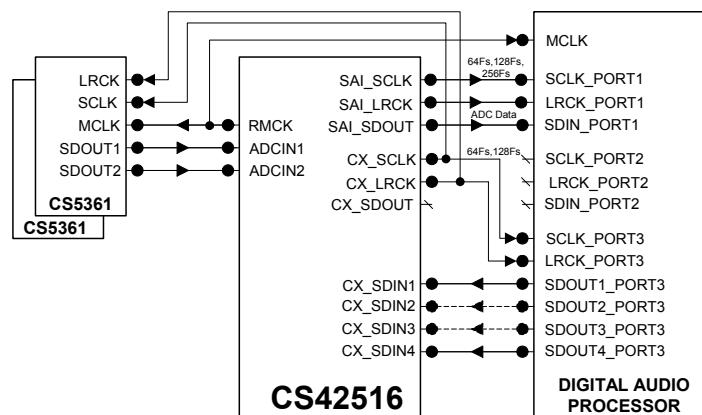 LRCK
SCLK
MCLK
SDOUT1
SDOUT2
CS5361
CS5361
RMCK
ADCIN1
ADCIN2
SAI_SCLK
SAI_LRCK
SAI_SDOUT
CX_SCLK
CX_LRCK
CX_SDOUT
CX_SDIN1
CX_SDIN2
CX_SDIN3
CX_SDIN4
CS42516
64Fs,128Fs,
256Fs
ADC Data
64Fs,128Fs
MCLK
SCLK_PORT1
LRCK_PORT1
SDIN_PORT1
SCLK_PORT2
LRCK_PORT2
SDIN_PORT2
SCLK_PORT3
LRCK_PORT3
SDOUT1_PORT3
SDOUT2_PORT3
SDOUT3_PORT3
SDOUT4_PORT3
DIGITAL AUDIO
PROCESSOR